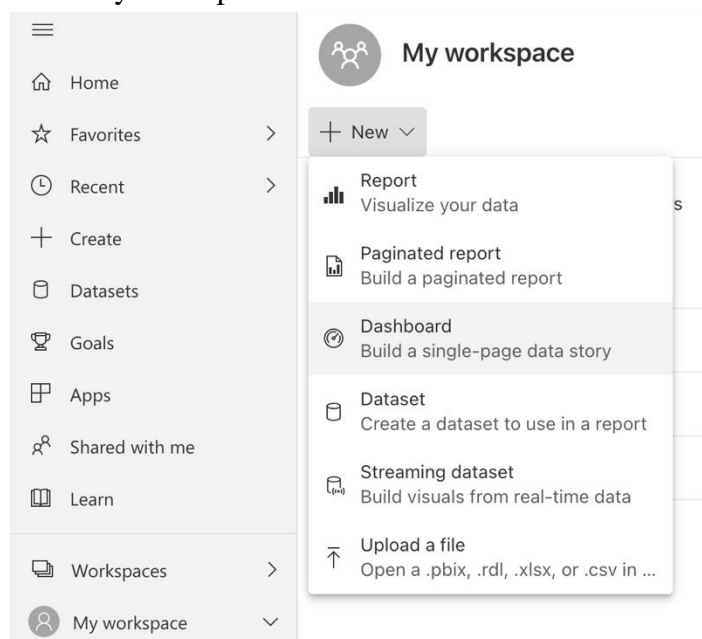 Home
Favorites
Recent
Create
Datasets
Goals
Apps
Shared with me
Learn
Workspaces
My workspace
My workspace
New
Report
Visualize your data
Paginated report
Build a paginated report
Dashboard
Build a single-page data story
Dataset
Create a dataset to use in a report
Streaming dataset
Build visuals from real-time data
Upload a file
Open a .pbix, .rdl, .xlsx, or .csv in ...
s